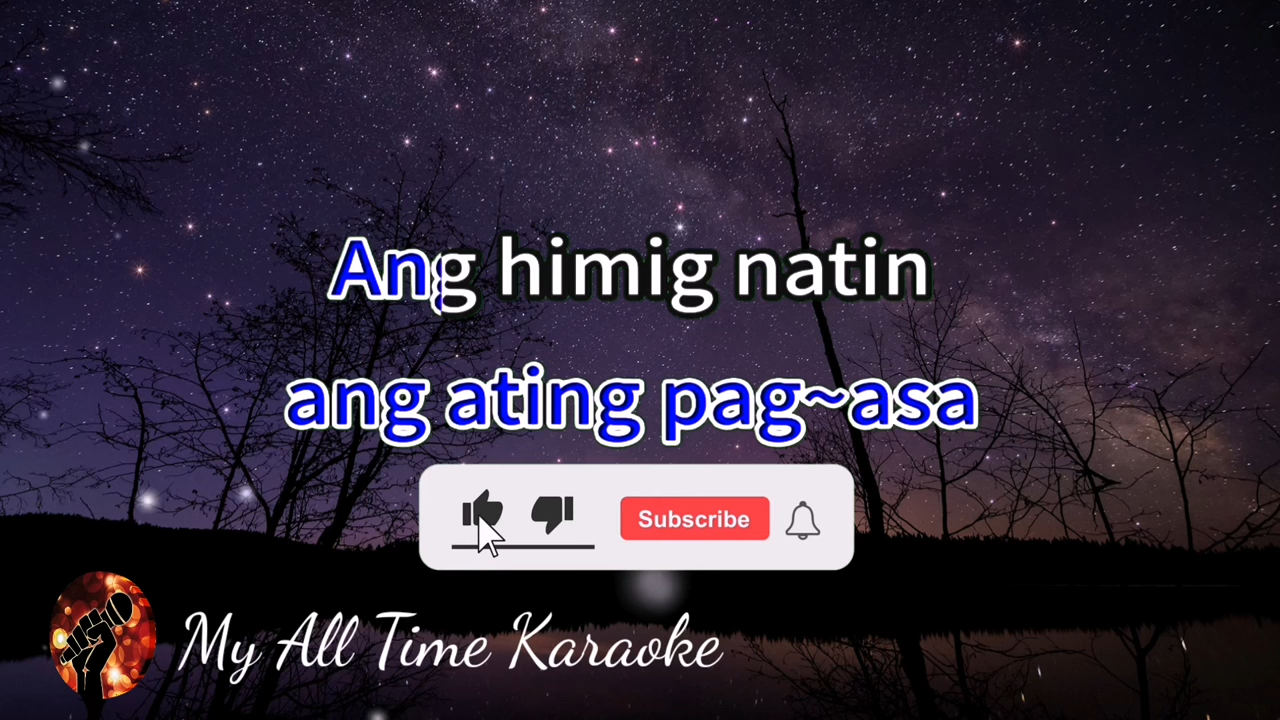 Ang himig natin
ang ating pag~asa
Subscribe
My All Time Karaoke